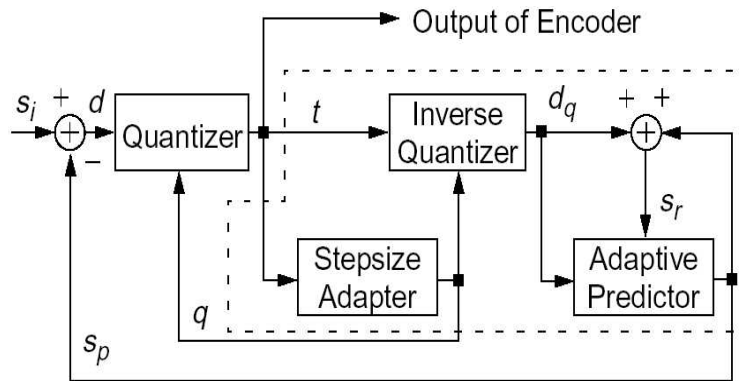 Output of Encoder
s_i
+
d
+
−
Quantizer
t
Inverse
Quantizer
d_q
+
+
+
s_r
Stepsize
Adapter
Adaptive
Predictor
q
s_p